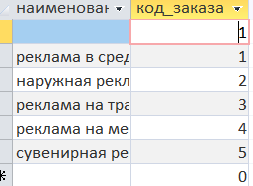 наименован код_заказа
1
реклама в сред 1
наружная рекл 2
реклама на тра 3
реклама на ме 4
сувенирная ре 5
* 0